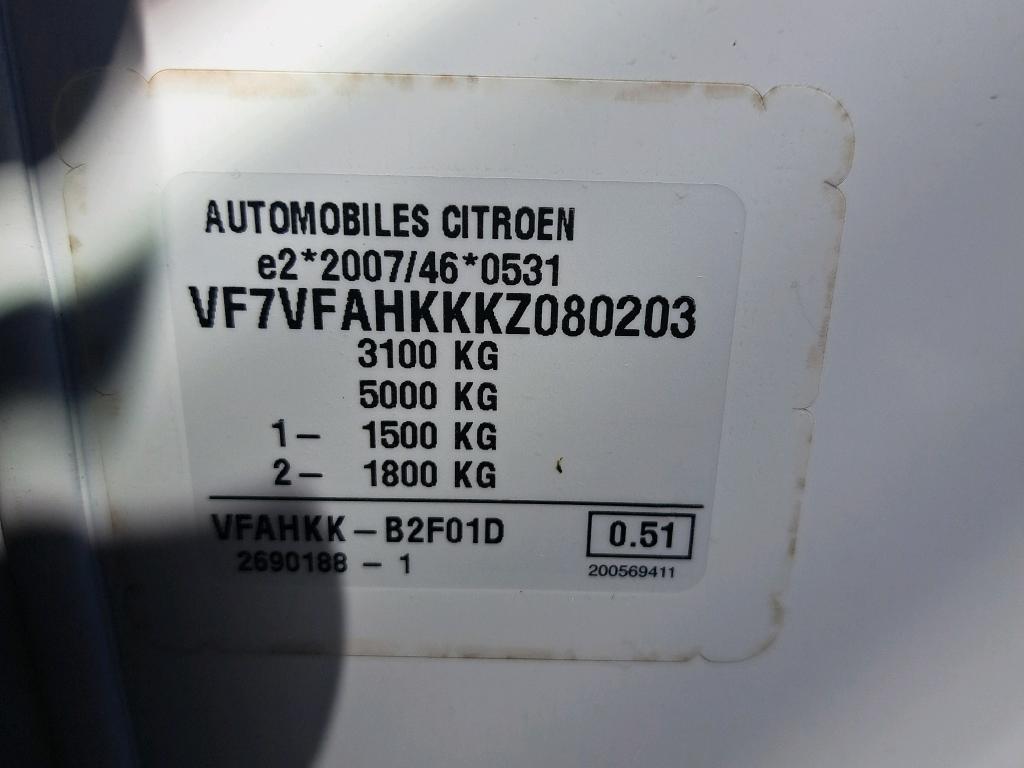 AUTOMOBILES CITROEN
e2*2007/46*0531
VF7VFAHKKKZ080203
3100 KG
5000 KG
1- 1500 KG
2- 1800 KG
VFAHKK-B2F01D
0.51
2690188 - 1
200569411